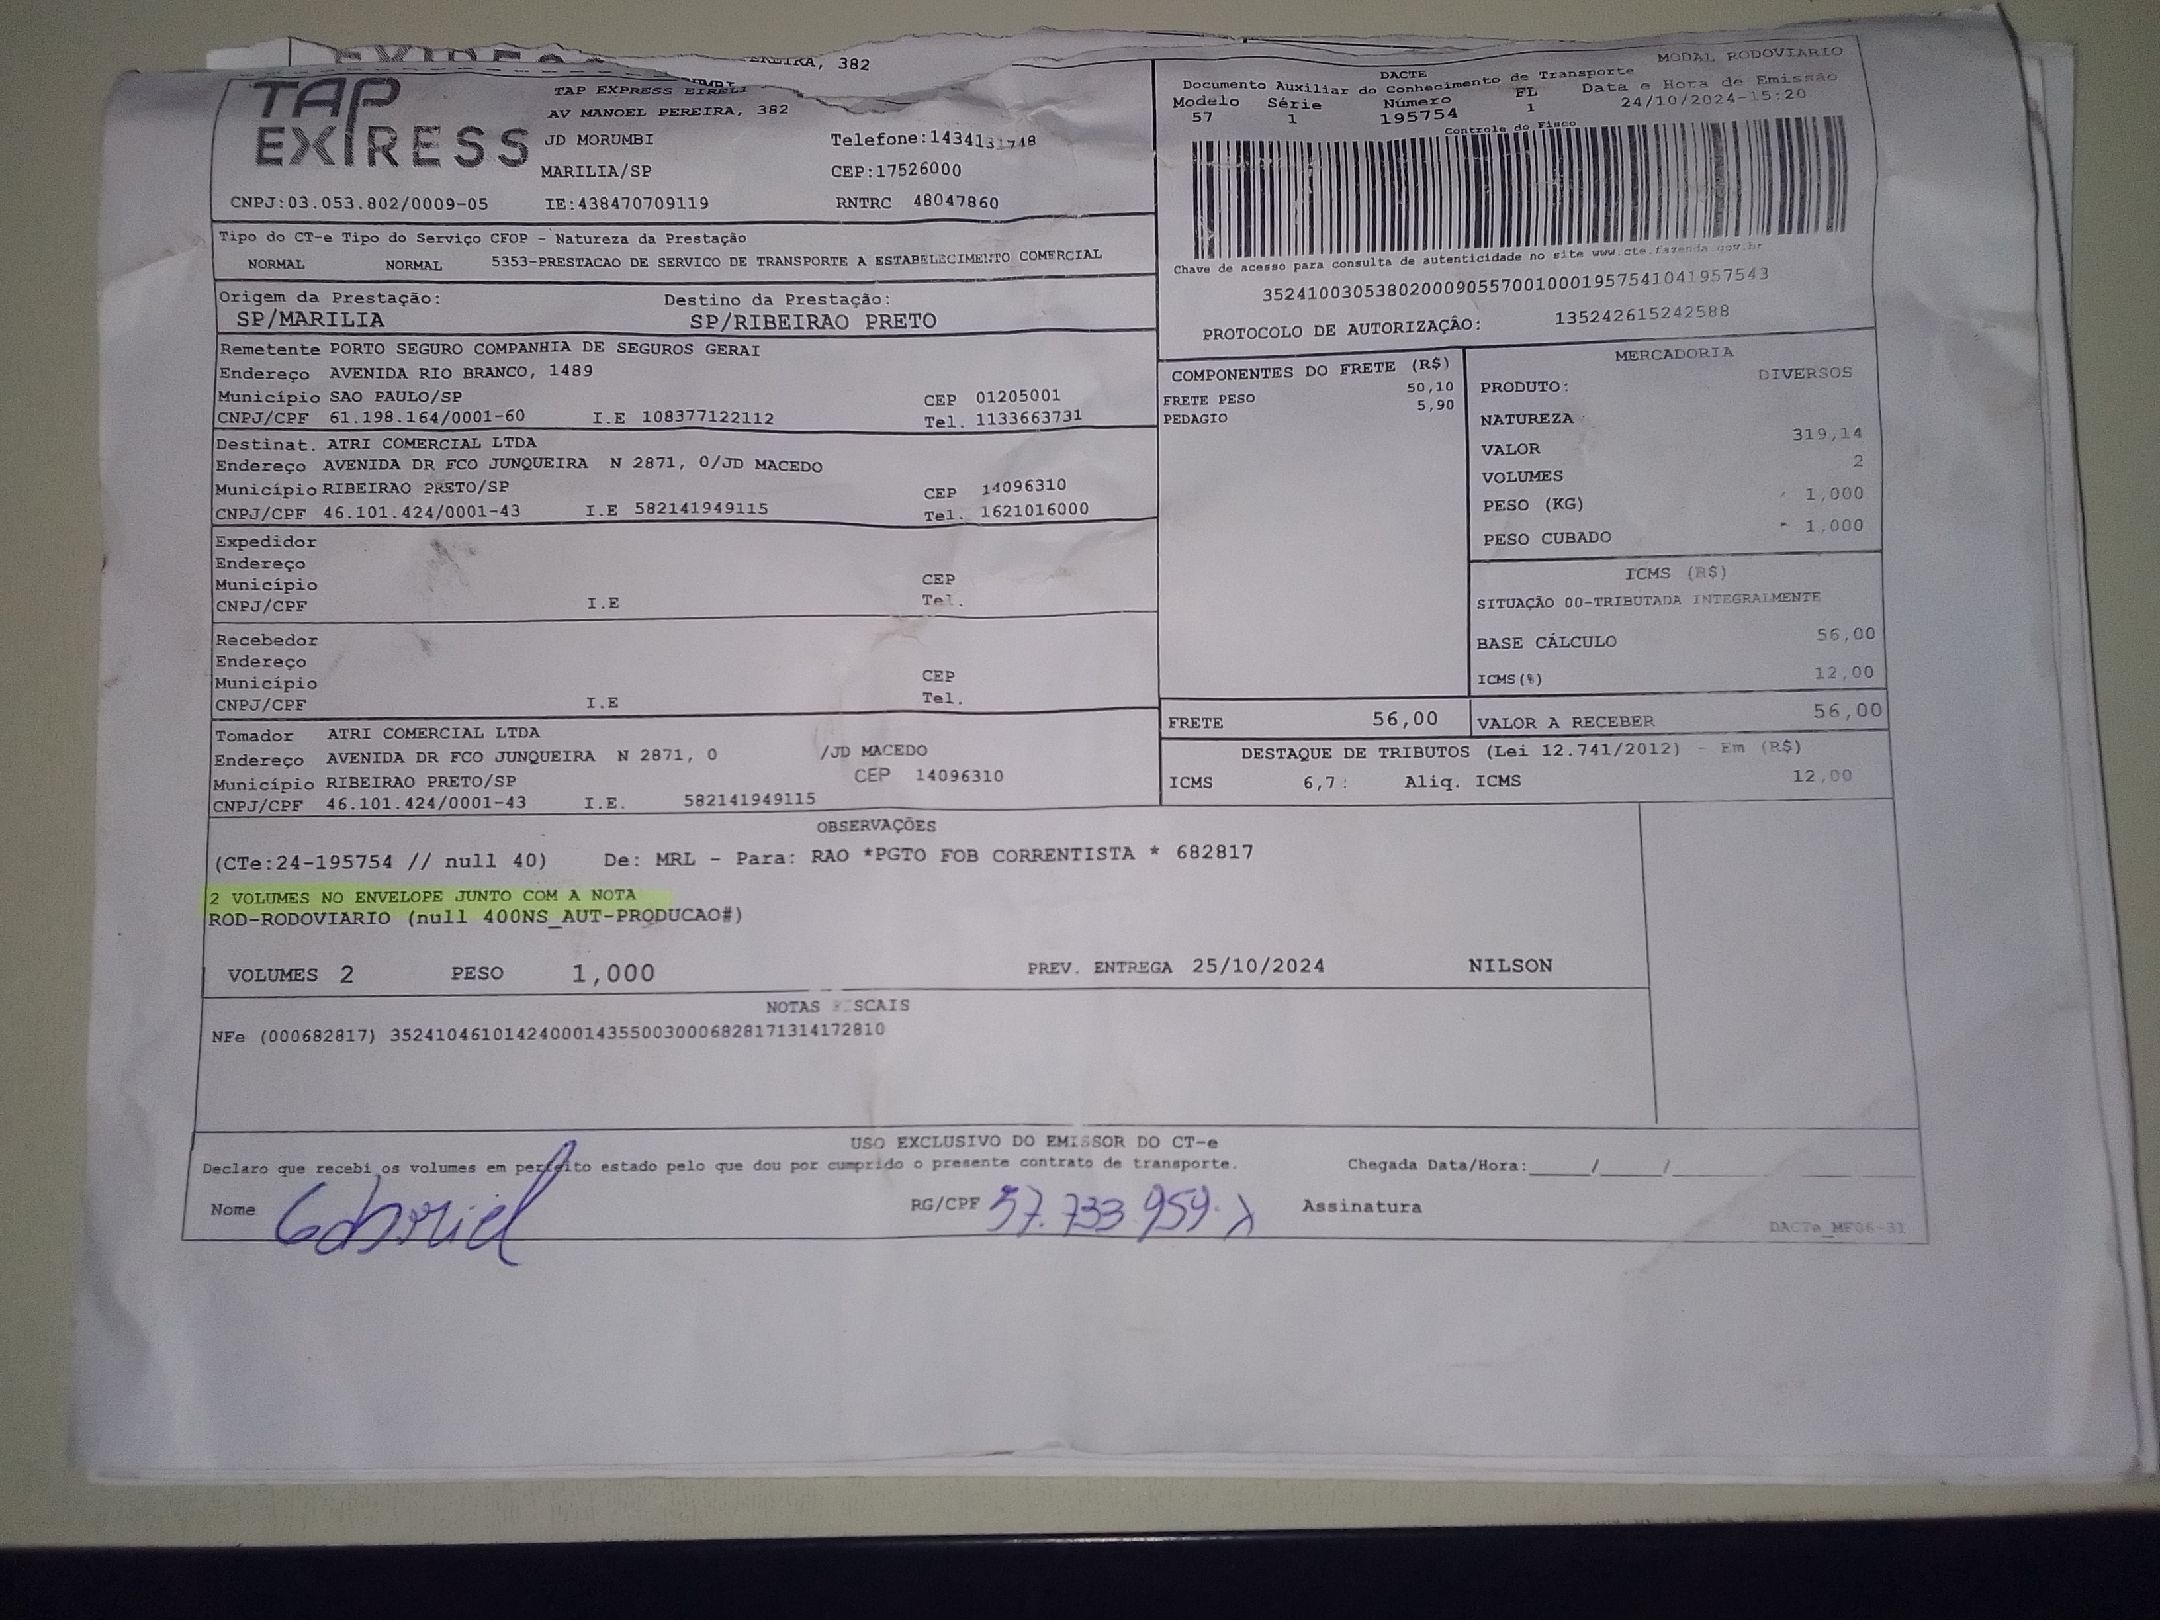 EREIRA, 382
TAP EXPRESS
TAP EXPRESS EIRELI
AV MANOEL PEREIRA, 382
JD MORUMBI
Telefone:1434131748
MARILIA/SP
CEP:17526000
CNPJ:03.053.802/0009-05 IE:438470709119 RNTRC 48047860
MODAL RODOVIARIO
DACTE
Documento Auxiliar do Conhecimento de Transporte
Modelo Série Número FL Data e Hora de Emissão
57 1 195754 1 24/10/2024-15:20
Controle do Fisco
Chave de acesso para consulta de autenticidade no site www.cte.fazenda.gov.br
35241003053802000905570010001957541041957543
PROTOCOLO DE AUTORIZAÇÃO: 135242615242588
Tipo do CT-e Tipo do Serviço CFOP - Natureza da Prestação
NORMAL NORMAL 5353-PRESTACAO DE SERVICO DE TRANSPORTE A ESTABELECIMENTO COMERCIAL
Origem da Prestação: Destino da Prestação:
SP/MARILIA SP/RIBEIRAO PRETO
Remetente PORTO SEGURO COMPANHIA DE SEGUROS GERAI
Endereço AVENIDA RIO BRANCO, 1489
Município SAO PAULO/SP CEP 01205001
CNPJ/CPF 61.198.164/0001-60 I.E 108377122112 Tel. 1133663731
Destinat. ATRI COMERCIAL LTDA
Endereço AVENIDA DR FCO JUNQUEIRA N 2871, 0/JD MACEDO
Município RIBEIRAO PRETO/SP CEP 14096310
CNPJ/CPF 46.101.424/0001-43 I.E 582141949115 Tel. 1621016000
Expedidor
Endereço
Município CEP
CNPJ/CPF I.E Tel.
Recebedor
Endereço
Município CEP
CNPJ/CPF I.E Tel.
Tomador ATRI COMERCIAL LTDA
Endereço AVENIDA DR FCO JUNQUEIRA N 2871, 0 /JD MACEDO
Município RIBEIRAO PRETO/SP CEP 14096310
CNPJ/CPF 46.101.424/0001-43 I.E. 582141949115
COMPONENTES DO FRETE (R$)
FRETE PESO 50,10
PEDAGIO 5,90
MERCADORIA
PRODUTO: DIVERSOS
NATUREZA
VALOR 319,14
VOLUMES 2
PESO (KG) 1,000
PESO CUBADO 1,000
ICMS (R$)
SITUAÇÃO 00-TRIBUTADA INTEGRALMENTE
BASE CÁLCULO 56,00
ICMS(%) 12,00
FRETE 56,00 VALOR A RECEBER 56,00
DESTAQUE DE TRIBUTOS (Lei 12.741/2012) - Em (R$)
ICMS 6,7 Aliq. ICMS 12,00
OBSERVAÇÕES
(CTe:24-195754 // null 40) De: MRL - Para: RAO *PGTO FOB CORRENTISTA * 682817
2 VOLUMES NO ENVELOPE JUNTO COM A NOTA
ROD-RODOVIARIO (null 400NS_AUT-PRODUCAO#)
VOLUMES 2 PESO 1,000 PREV. ENTREGA 25/10/2024 NILSON
NOTAS FISCAIS
NFe (000682817) 35241046101424000143550030006828171314172810
USO EXCLUSIVO DO EMISSOR DO CT-e
Declaro que recebi os volumes em perfeito estado pelo que dou por cumprido o presente contrato de transporte. Chegada Data/Hora:_____/_____/_____
Nome Gabriel RG/CPF 57.733.959-X Assinatura
DACTe_MF06-31